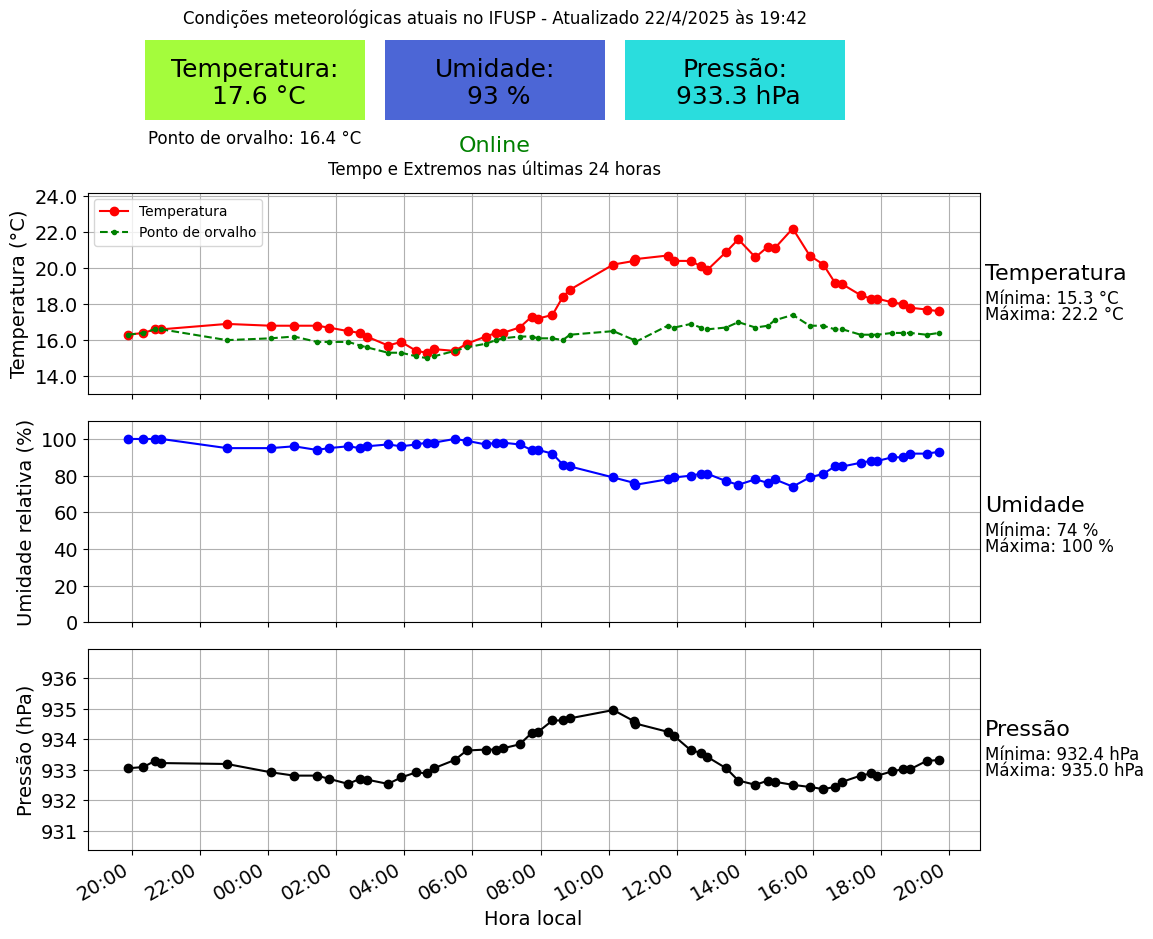 Condições meteorológicas atuais no IFUSP - Atualizado 22/4/2025 às 19:42
Temperatura:
17.6 °C
Umidade:
93 %
Pressão:
933.3 hPa
Ponto de orvalho: 16.4 °C
Online
Tempo e Extremos nas últimas 24 horas
Temperatura (°C)
24.0
22.0
20.0
18.0
16.0
14.0
Temperatura
Ponto de orvalho
Temperatura
Mínima: 15.3 °C
Máxima: 22.2 °C
Umidade relativa (%)
100
80
60
40
20
0
Umidade
Mínima: 74 %
Máxima: 100 %
Pressão (hPa)
936
935
934
933
932
931
Pressão
Mínima: 932.4 hPa
Máxima: 935.0 hPa
20:00 22:00 00:00 02:00 04:00 06:00 08:00 10:00 12:00 14:00 16:00 18:00 20:00
Hora local